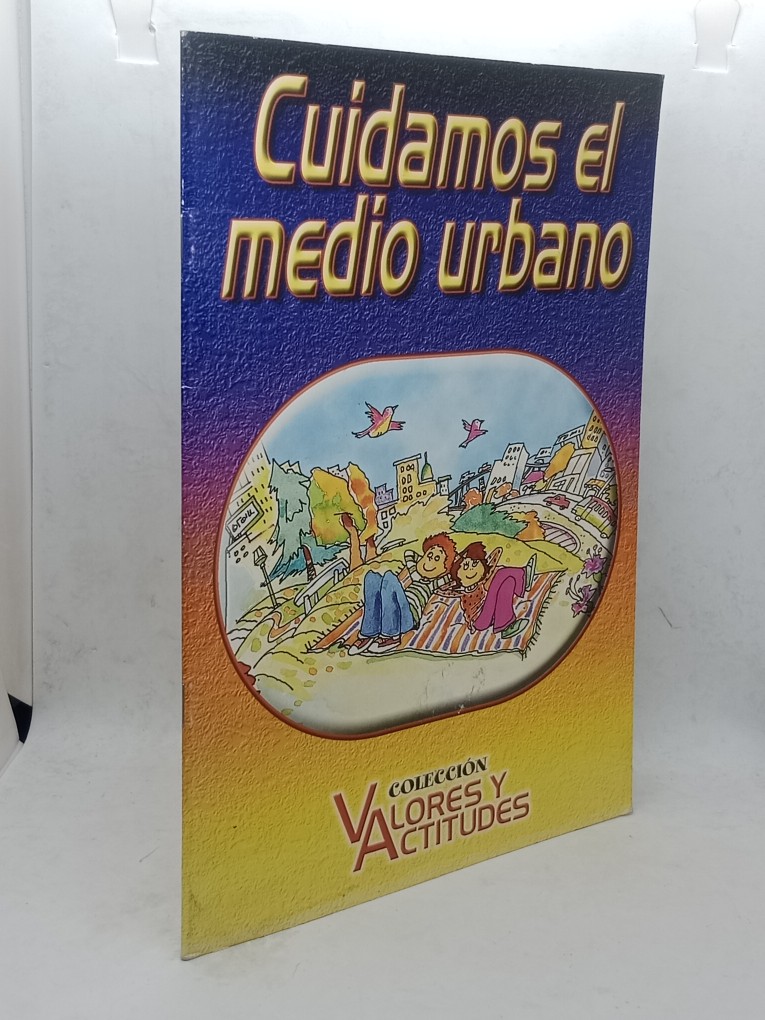 Cuidamos el
medio urbano
COLECCIÓN
VALORES Y
ACTITUDES